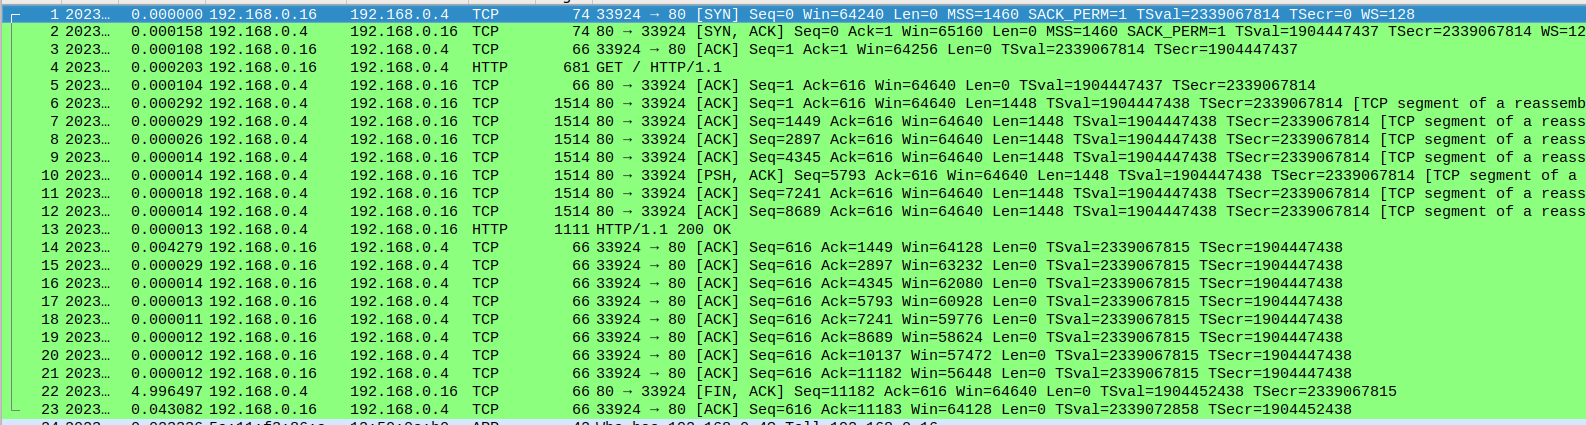 1 2023… 0.000000 192.168.0.16 192.168.0.4 TCP 74 33924 → 80 [SYN] Seq=0 Win=64240 Len=0 MSS=1460 SACK_PERM=1 TSval=2339067814 TSecr=0 WS=128
2 2023… 0.000158 192.168.0.4 192.168.0.16 TCP 74 80 → 33924 [SYN, ACK] Seq=0 Ack=1 Win=65160 Len=0 MSS=1460 SACK_PERM=1 TSval=1904447437 TSecr=2339067814 WS=12
3 2023… 0.000108 192.168.0.16 192.168.0.4 TCP 66 33924 → 80 [ACK] Seq=1 Ack=1 Win=64256 Len=0 TSval=2339067814 TSecr=1904447437
4 2023… 0.000203 192.168.0.16 192.168.0.4 HTTP 681 GET / HTTP/1.1
5 2023… 0.000104 192.168.0.4 192.168.0.16 TCP 66 80 → 33924 [ACK] Seq=1 Ack=616 Win=64640 Len=0 TSval=1904447437 TSecr=2339067814
6 2023… 0.000292 192.168.0.4 192.168.0.16 TCP 1514 80 → 33924 [ACK] Seq=1 Ack=616 Win=64640 Len=1448 TSval=1904447438 TSecr=2339067814 [TCP segment of a reassemb
7 2023… 0.000029 192.168.0.4 192.168.0.16 TCP 1514 80 → 33924 [ACK] Seq=1449 Ack=616 Win=64640 Len=1448 TSval=1904447438 TSecr=2339067814 [TCP segment of a reass
8 2023… 0.000026 192.168.0.4 192.168.0.16 TCP 1514 80 → 33924 [ACK] Seq=2897 Ack=616 Win=64640 Len=1448 TSval=1904447438 TSecr=2339067814 [TCP segment of a reass
9 2023… 0.000014 192.168.0.4 192.168.0.16 TCP 1514 80 → 33924 [ACK] Seq=4345 Ack=616 Win=64640 Len=1448 TSval=1904447438 TSecr=2339067814 [TCP segment of a reass
10 2023… 0.000014 192.168.0.4 192.168.0.16 TCP 1514 80 → 33924 [PSH, ACK] Seq=5793 Ack=616 Win=64640 Len=1448 TSval=1904447438 TSecr=2339067814 [TCP segment of a
11 2023… 0.000018 192.168.0.4 192.168.0.16 TCP 1514 80 → 33924 [ACK] Seq=7241 Ack=616 Win=64640 Len=1448 TSval=1904447438 TSecr=2339067814 [TCP segment of a reass
12 2023… 0.000014 192.168.0.4 192.168.0.16 TCP 1514 80 → 33924 [ACK] Seq=8689 Ack=616 Win=64640 Len=1448 TSval=1904447438 TSecr=2339067814 [TCP segment of a reass
13 2023… 0.000013 192.168.0.4 192.168.0.16 HTTP 1111 HTTP/1.1 200 OK
14 2023… 0.004279 192.168.0.16 192.168.0.4 TCP 66 33924 → 80 [ACK] Seq=616 Ack=1449 Win=64128 Len=0 TSval=2339067815 TSecr=1904447438
15 2023… 0.000029 192.168.0.16 192.168.0.4 TCP 66 33924 → 80 [ACK] Seq=616 Ack=2897 Win=63232 Len=0 TSval=2339067815 TSecr=1904447438
16 2023… 0.000014 192.168.0.16 192.168.0.4 TCP 66 33924 → 80 [ACK] Seq=616 Ack=4345 Win=62080 Len=0 TSval=2339067815 TSecr=1904447438
17 2023… 0.000013 192.168.0.16 192.168.0.4 TCP 66 33924 → 80 [ACK] Seq=616 Ack=5793 Win=60928 Len=0 TSval=2339067815 TSecr=1904447438
18 2023… 0.000011 192.168.0.16 192.168.0.4 TCP 66 33924 → 80 [ACK] Seq=616 Ack=7241 Win=59776 Len=0 TSval=2339067815 TSecr=1904447438
19 2023… 0.000012 192.168.0.16 192.168.0.4 TCP 66 33924 → 80 [ACK] Seq=616 Ack=8689 Win=58624 Len=0 TSval=2339067815 TSecr=1904447438
20 2023… 0.000012 192.168.0.16 192.168.0.4 TCP 66 33924 → 80 [ACK] Seq=616 Ack=10137 Win=57472 Len=0 TSval=2339067815 TSecr=1904447438
21 2023… 0.000012 192.168.0.16 192.168.0.4 TCP 66 33924 → 80 [ACK] Seq=616 Ack=11182 Win=56448 Len=0 TSval=2339067815 TSecr=1904447438
22 2023… 4.996497 192.168.0.4 192.168.0.16 TCP 66 80 → 33924 [FIN, ACK] Seq=11182 Ack=616 Win=64640 Len=0 TSval=1904452438 TSecr=2339067815
23 2023… 0.043082 192.168.0.16 192.168.0.4 TCP 66 33924 → 80 [ACK] Seq=616 Ack=11183 Win=64128 Len=0 TSval=2339072858 TSecr=1904452438